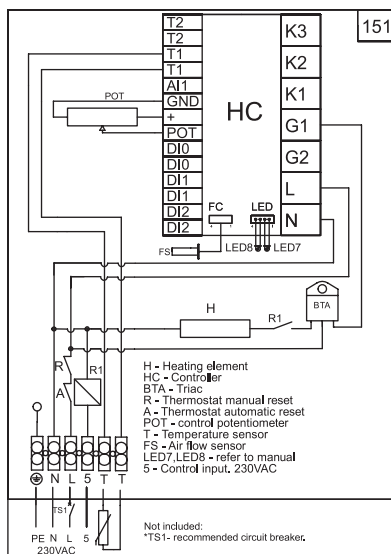 151
T2
T2
T1
T1
AI1
GND
+
POT
DI0
DI0
DI1
DI1
DI2
DI2
HC
K3
K2
K1
G1
G2
L
N
POT
FC
LED
FS
LED8
LED7
H
R1
BTA
R
A
R1
H - Heating element
HC - Controller
BTA - Triac
R - Thermostat manual reset
A - Thermostat automatic reset
POT - control potentiometer
T - Temperature sensor
FS - Air flow sensor
LED7,LED8 - refer to manual
5 - Control input. 230VAC
N L 5 T T
TS1
PE N L 5
230VAC
Not included:
*TS1- recommended circuit breaker.